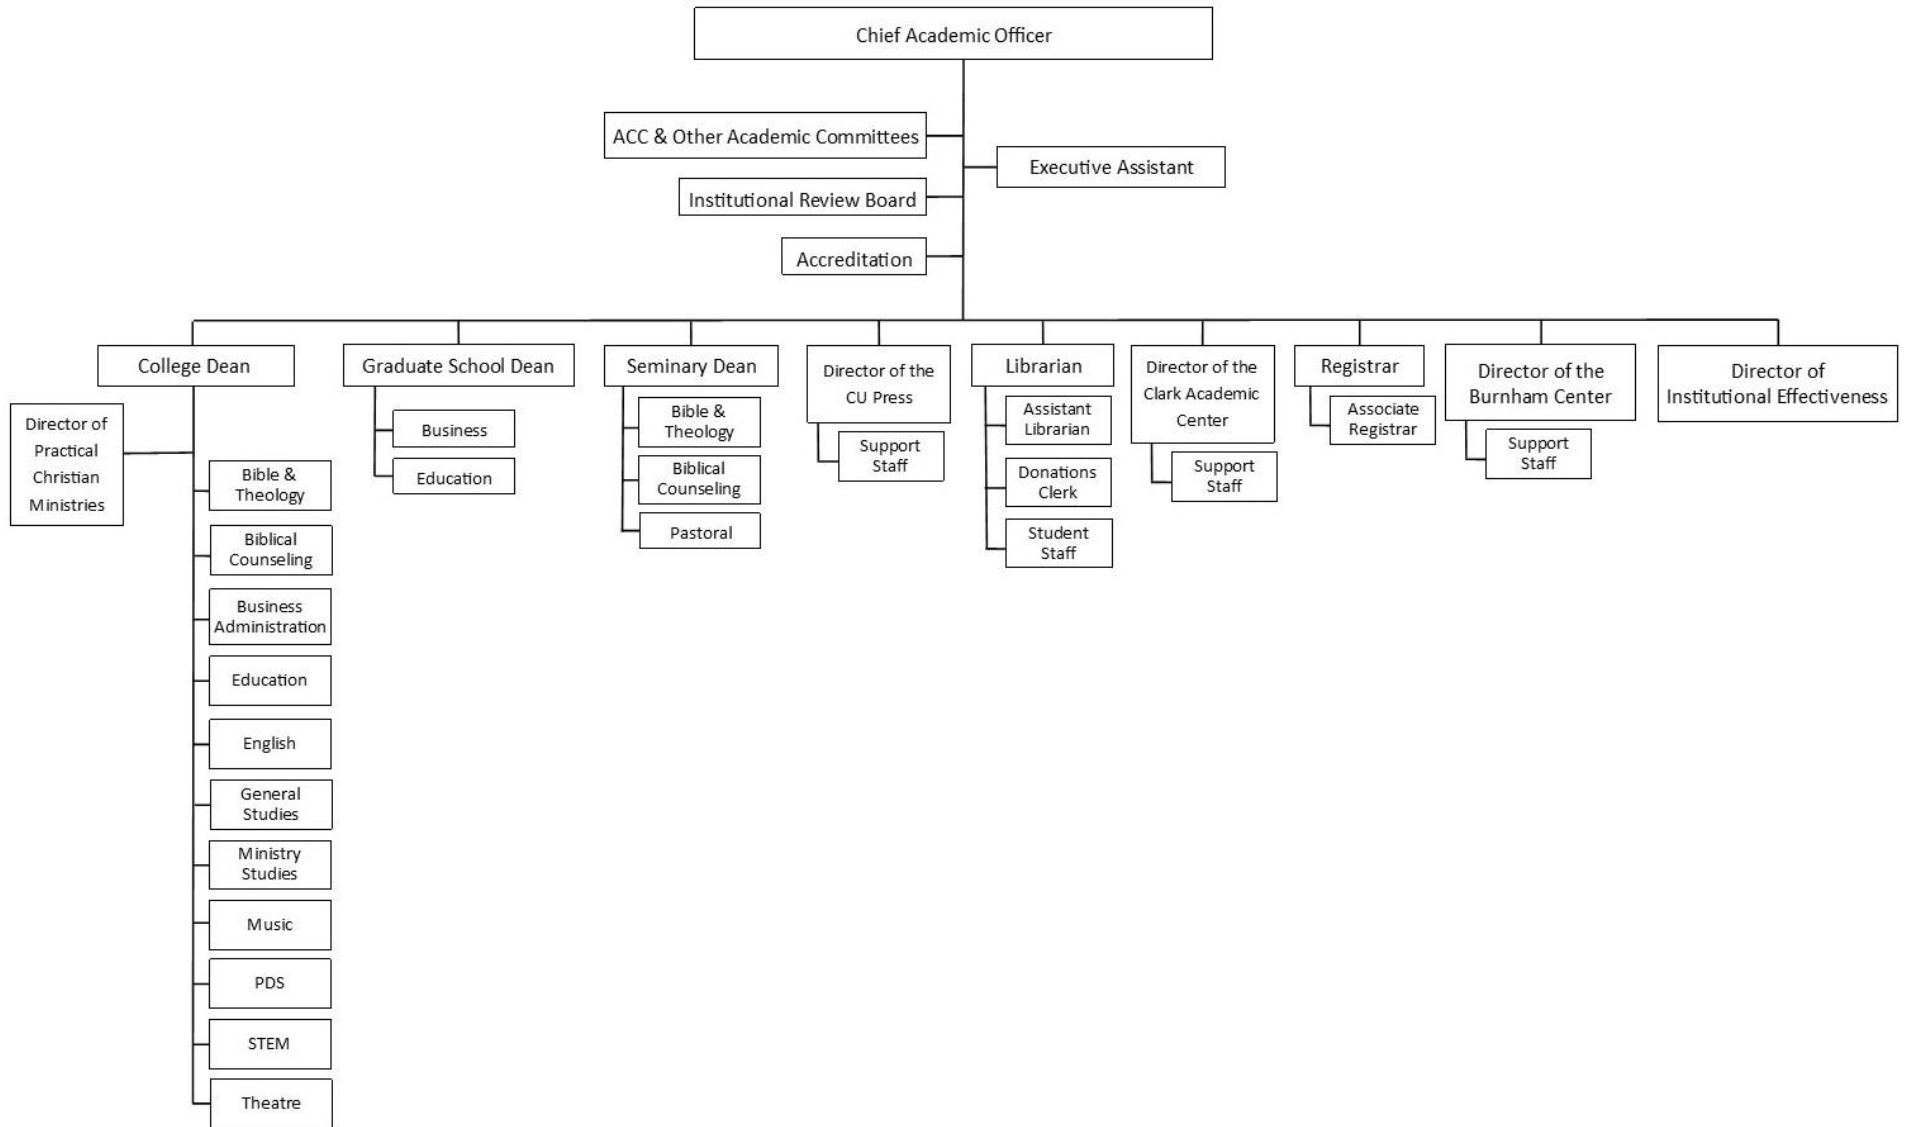 Chief Academic Officer
ACC & Other Academic Committees
Executive Assistant
Institutional Review Board
Accreditation
College Dean
Director of
Practical
Christian
Ministries
Bible &
Theology
Biblical
Counseling
Business
Administration
Education
English
General
Studies
Ministry
Studies
Music
PDS
STEM
Theatre
Graduate School Dean
Business
Education
Seminary Dean
Bible &
Theology
Biblical
Counseling
Pastoral
Director of the
CU Press
Support
Staff
Librarian
Assistant
Librarian
Donations
Clerk
Student
Staff
Director of the
Clark Academic
Center
Support
Staff
Registrar
Associate
Registrar
Director of the
Burnham Center
Support
Staff
Director of
Institutional Effectiveness